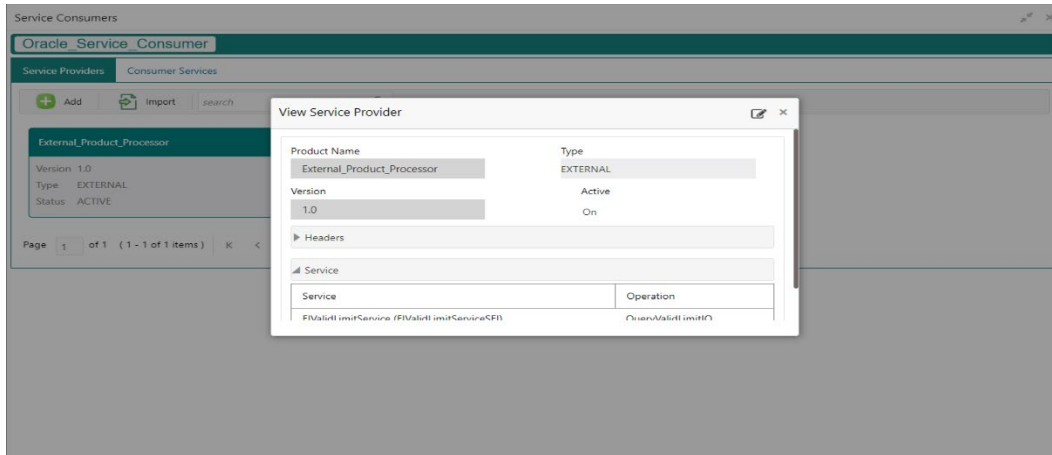 Service Consumers
Oracle_Service_Consumer
Service Providers Consumer Services
Add Import search
External_Product_Processor
Version 1.0
Type EXTERNAL
Status ACTIVE
Page 1 of 1 (1 - 1 of 1 items)
View Service Provider
Product Name Type
External_Product_Processor EXTERNAL
Version Active
1.0 On
Headers
Service
Service Operation